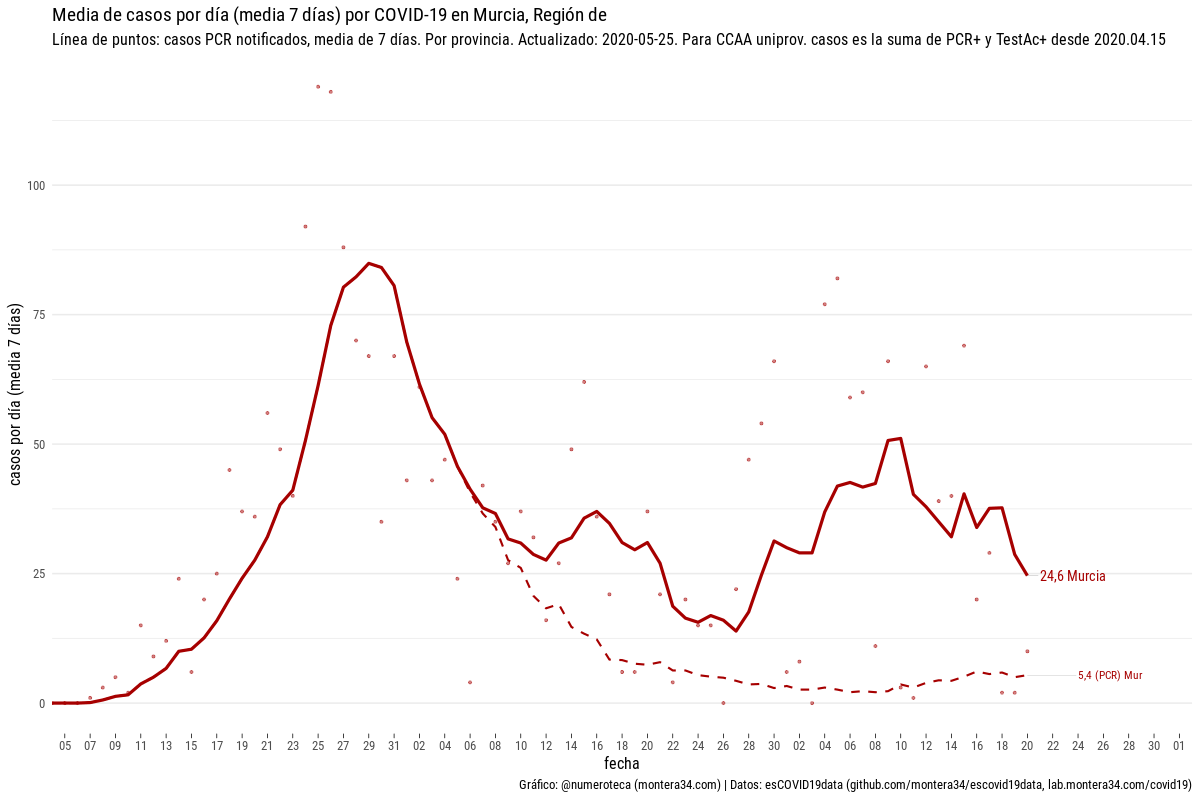 Media de casos por día (media 7 días) por COVID-19 en Murcia, Región de
Línea de puntos: casos PCR notificados, media de 7 días. Por provincia. Actualizado: 2020-05-25. Para CCAA uniprov. casos es la suma de PCR+ y TestAc+ desde 2020.04.15
casos por día (media 7 días)
100
75
50
25
0
24,6 Murcia
5,4 (PCR) Mur
05 07 09 11 13 15 17 19 21 23 25 27 29 31 02 04 06 08 10 12 14 16 18 20 22 24 26 28 30 02 04 06 08 10 12 14 16 18 20 22 24 26 28 30 01
fecha
Gráfico: @numeroteca (montera34.com) | Datos: esCOVID19data (github.com/montera34/escovid19data, lab.montera34.com/covid19)